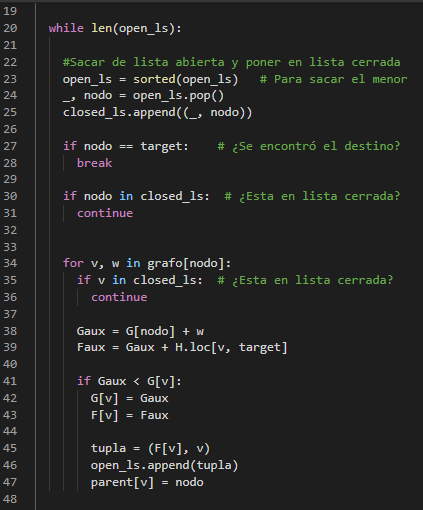 19
20 while len(open_ls):
21
22 #Sacar de lista abierta y poner en lista cerrada
23 open_ls = sorted(open_ls) # Para sacar el menor
24 _, nodo = open_ls.pop()
25 closed_ls.append((_, nodo))
26
27 if nodo == target: # ¿Se encontró el destino?
28 break
29
30 if nodo in closed_ls: # ¿Esta en lista cerrada?
31 continue
32
33
34 for v, w in grafo[nodo]:
35 if v in closed_ls: # ¿Esta en lista cerrada?
36 continue
37
38 Gaux = G[nodo] + w
39 Faux = Gaux + H.loc[v, target]
40
41 if Gaux < G[v]:
42 G[v] = Gaux
43 F[v] = Faux
44
45 tupla = (F[v], v)
46 open_ls.append(tupla)
47 parent[v] = nodo
48